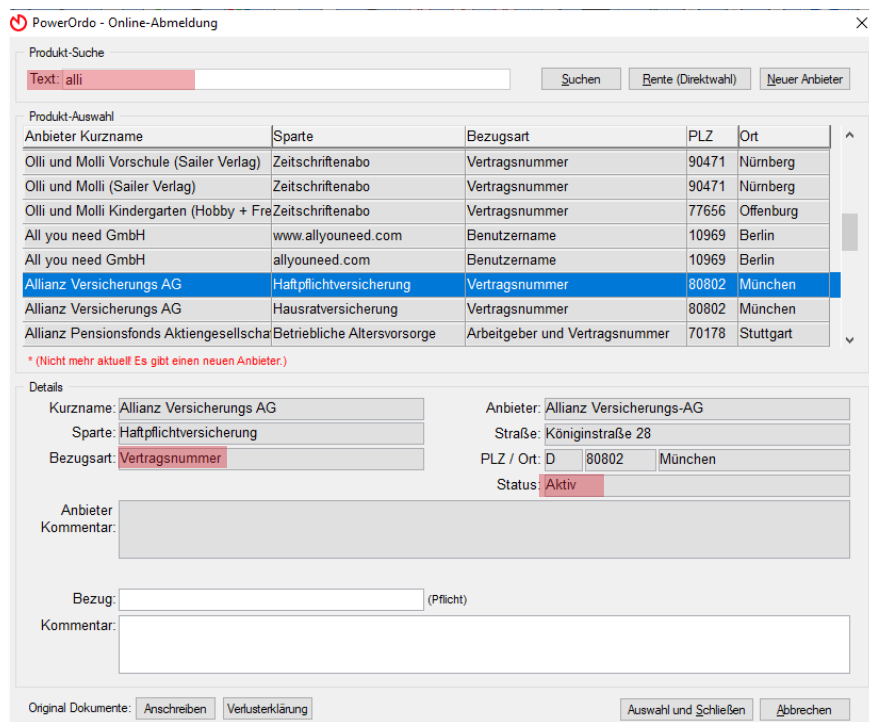 PowerOrdo - Online-Abmeldung
Produkt-Suche
Text: alli Suchen Rente (Direktwahl) Neuer Anbieter
Produkt-Auswahl
Anbieter Kurzname Sparte Bezugsart PLZ Ort
Olli und Molli Vorschule (Sailer Verlag) Zeitschriftenabo Vertragsnummer 90471 Nürnberg
Olli und Molli (Sailer Verlag) Zeitschriftenabo Vertragsnummer 90471 Nürnberg
Olli und Molli Kindergarten (Hobby + Fre Zeitschriftenabo Vertragsnummer 77656 Offenburg
All you need GmbH www.allyouneed.com Benutzername 10969 Berlin
All you need GmbH allyouneed.com Benutzername 10969 Berlin
Allianz Versicherungs AG Haftpflichtversicherung Vertragsnummer 80802 München
Allianz Versicherungs AG Hausratversicherung Vertragsnummer 80802 München
Allianz Pensionsfonds Aktiengesellscha Betriebliche Altersvorsorge Arbeitgeber und Vertragsnummer 70178 Stuttgart
* (Nicht mehr aktuell! Es gibt einen neuen Anbieter.)
Details
Kurzname: Allianz Versicherungs AG Anbieter: Allianz Versicherungs-AG
Sparte: Haftpflichtversicherung Straße: Königinstraße 28
Bezugsart: Vertragsnummer PLZ / Ort: D 80802 München
Status: Aktiv
Anbieter
Kommentar:
Bezug: (Pflicht)
Kommentar:
Original Dokumente: Anschreiben Verlusterklärung Auswahl und Schließen Abbrechen